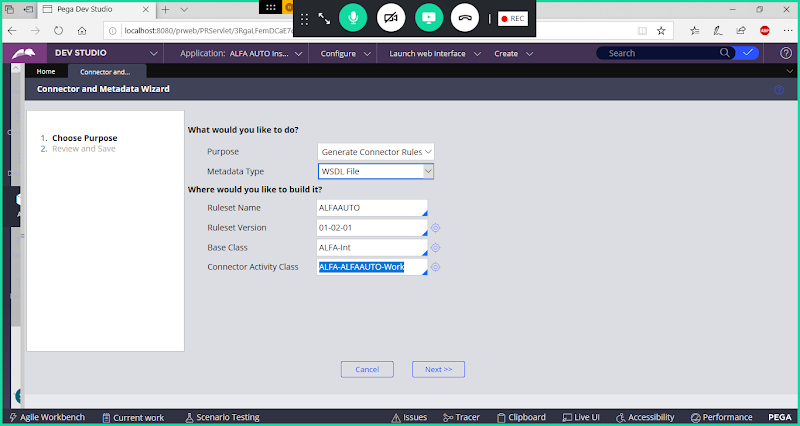 Pega Dev Studio
REC
localhost:8080/prweb/PRServlet/3RgaLFemDCaE7
DEV STUDIO
Application: ALFA AUTO Ins...
Configure
Launch web Interface
Create
Search
Home
Connector and...
Connector and Metadata Wizard
1. Choose Purpose
2. Review and Save
What would you like to do?
Purpose
Generate Connector Rules
Metadata Type
WSDL File
Where would you like to build it?
Ruleset Name
ALFAAUTO
Ruleset Version
01-02-01
Base Class
ALFA-Int
Connector Activity Class
ALFA-ALFAAUTO-Work
Cancel
Next >>
Agile Workbench
Current work
Scenario Testing
Issues
Tracer
Clipboard
Live UI
Accessibility
Performance
PEGA